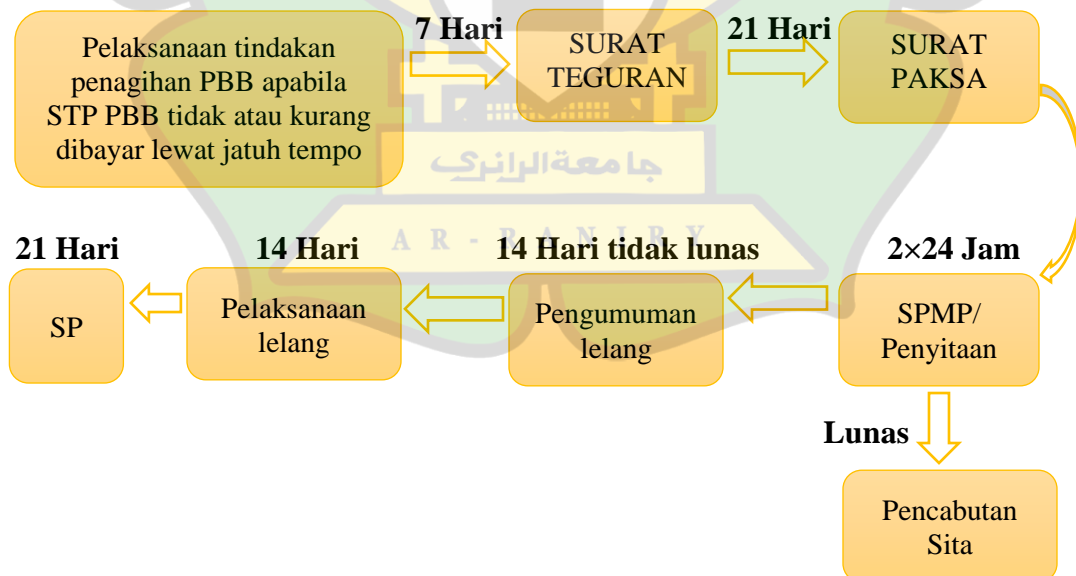 7 Hari
21 Hari
Pelaksanaan tindakan
penagihan PBB apabila
STP PBB tidak atau kurang
dibayar lewat jatuh tempo
SURAT
TEGURAN
SURAT
PAKSA
جامعةالرانري
AR-RANIRY
21 Hari
14 Hari
14 Hari tidak lunas
2×24 Jam
SP
Pelaksanaan
lelang
Pengumuman
lelang
SPMP/
Penyitaan
Lunas
Pencabutan
Sita